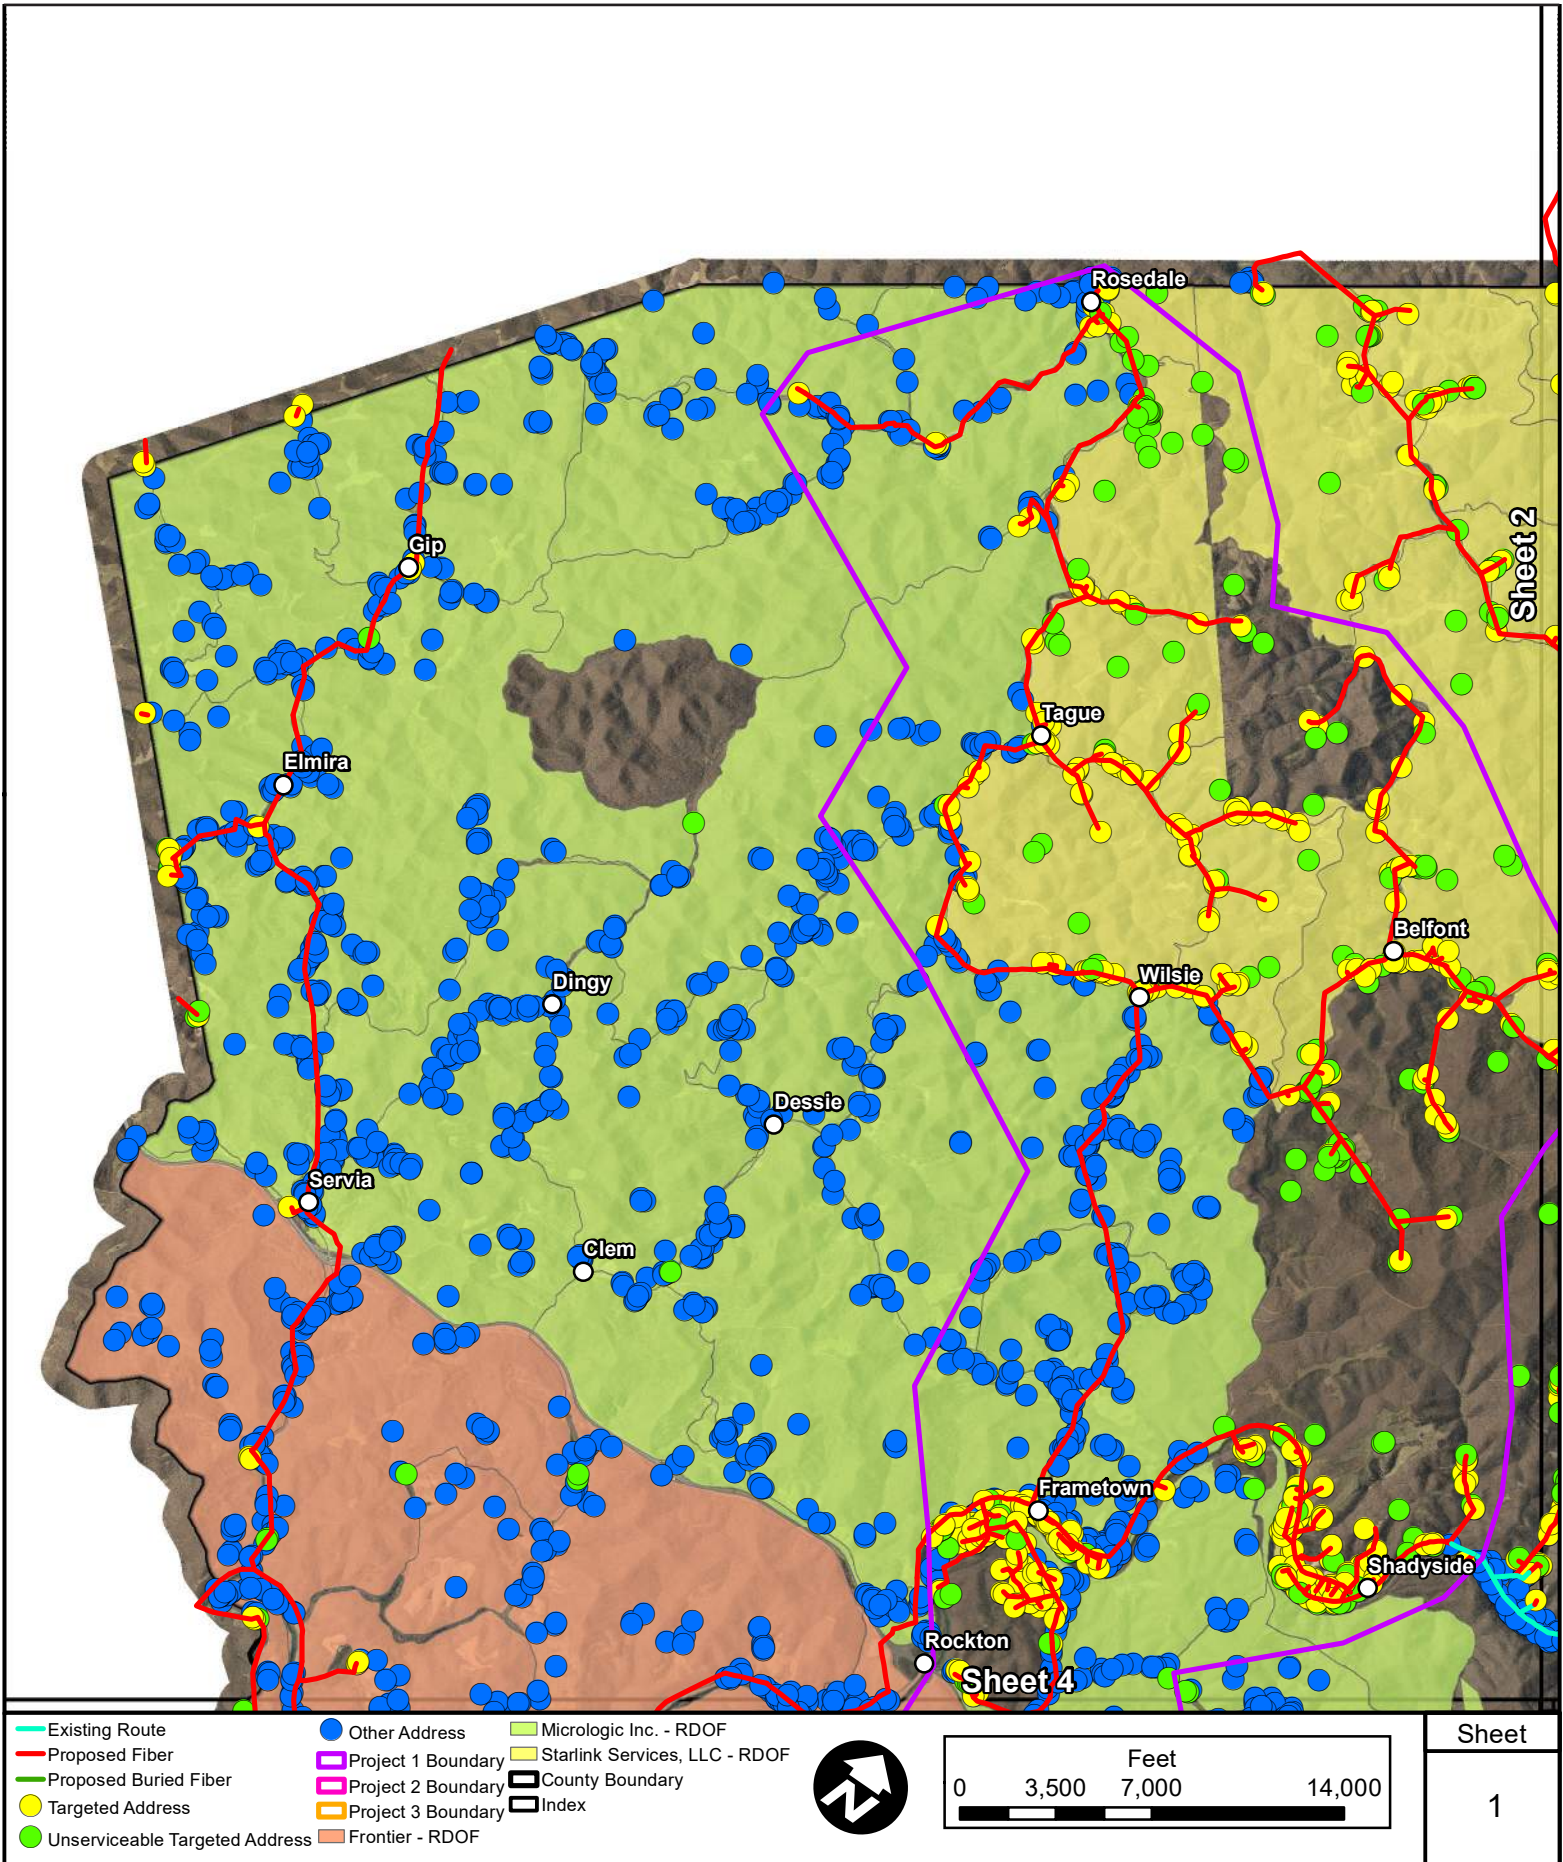 Rosedale
Sheet 2
Gip
Tague
Elmira
Belfont
Wilsie
Dingy
Dessie
Servia
Clem
Frametown
Shadyside
Rockton
Sheet 4
Existing Route
Proposed Fiber
Proposed Buried Fiber
Targeted Address
Unserviceable Targeted Address
Other Address
Project 1 Boundary
Project 2 Boundary
Project 3 Boundary
Frontier - RDOF
Micrologic Inc. - RDOF
Starlink Services, LLC - RDOF
County Boundary
Index
N
Feet
0 3,500 7,000 14,000
Sheet
1